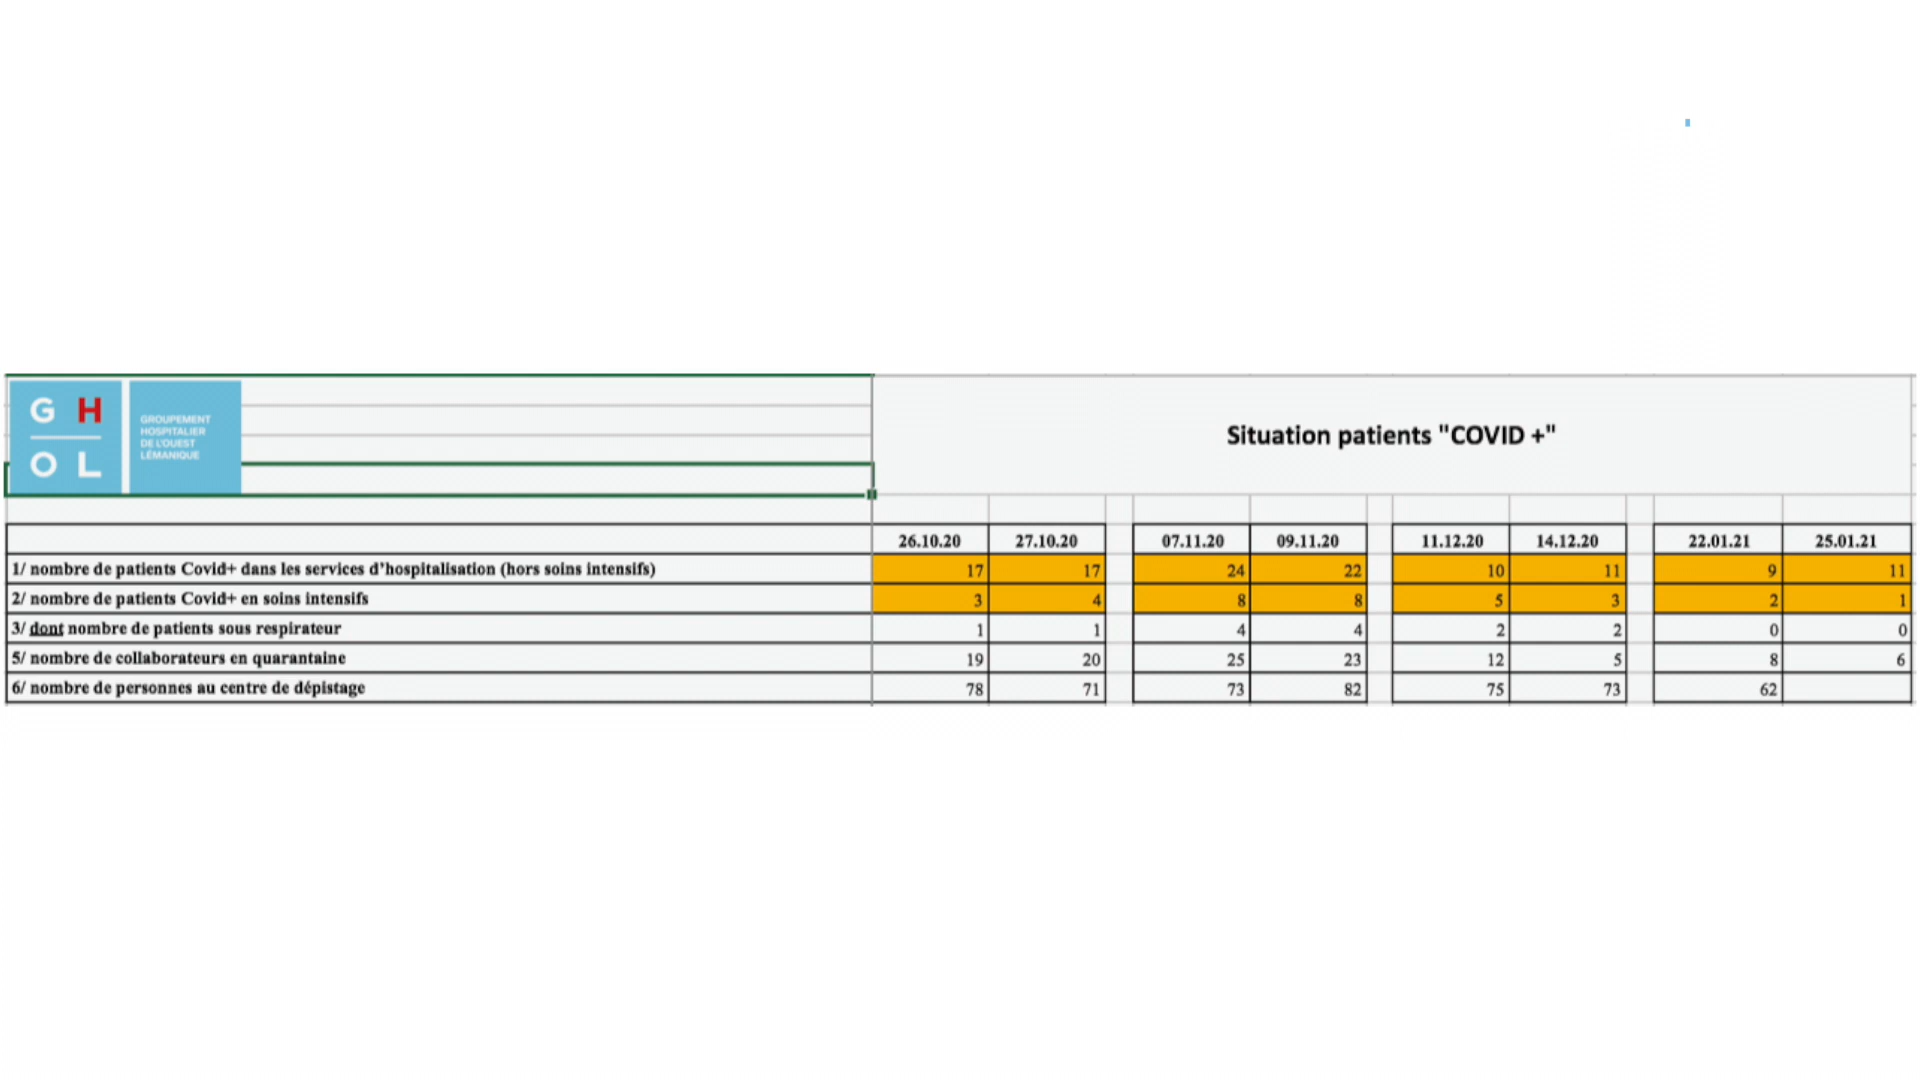 G H
O L
GROUPEMENT
HOSPITALIER
DE L'OUEST
LÉMANIQUE
Situation patients "COVID +"
26.10.20 27.10.20 07.11.20 09.11.20 11.12.20 14.12.20 22.01.21 25.01.21
1/ nombre de patients Covid+ dans les services d'hospitalisation (hors soins intensifs) 17 17 24 22 10 11 9 11
2/ nombre de patients Covid+ en soins intensifs 3 4 8 8 5 3 2 1
3/ dont nombre de patients sous respirateur 1 1 4 4 2 2 0 0
5/ nombre de collaborateurs en quarantaine 19 20 25 23 12 5 8 6
6/ nombre de personnes au centre de dépistage 78 71 73 82 75 73 62